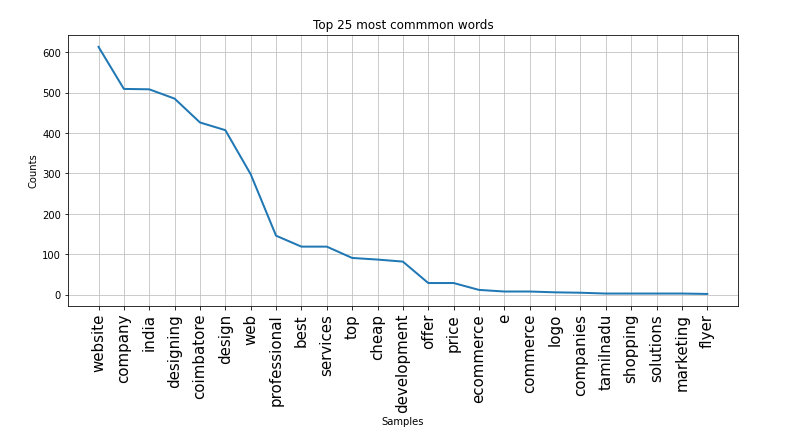 Top 25 most commmon words
600
500
400
300
200
100
0
Counts
website
company
india
designing
coimbatore
design
web
professional
best
services
top
cheap
development
offer
price
ecommerce
e
commerce
logo
companies
tamilnadu
shopping
solutions
marketing
flyer
Samples